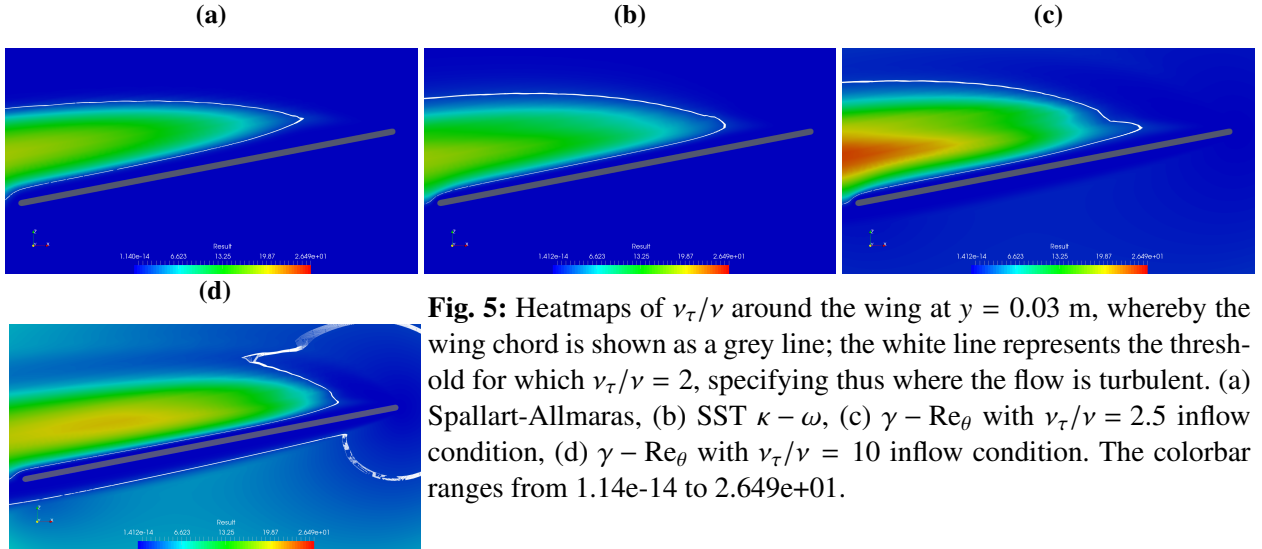 (a)
(b)
(c)
Result
1.140e-14 6.623 13.25 19.87 2.649e+01
Result
1.412e-14 6.623 13.25 19.87 2.649e+01
Result
1.412e-14 6.623 13.25 19.87 2.649e+01
(d)
Result
1.412e-14 6.623 13.25 19.87 2.649e+01
Fig. 5: Heatmaps of ντ/ν around the wing at y = 0.03 m, whereby the
wing chord is shown as a grey line; the white line represents the thresh-
old for which ντ/ν = 2, specifying thus where the flow is turbulent. (a)
Spallart-Allmaras, (b) SST κ − ω, (c) γ − Reθ with ντ/ν = 2.5 inflow
condition, (d) γ − Reθ with ντ/ν = 10 inflow condition. The colorbar
ranges from 1.14e-14 to 2.649e+01.